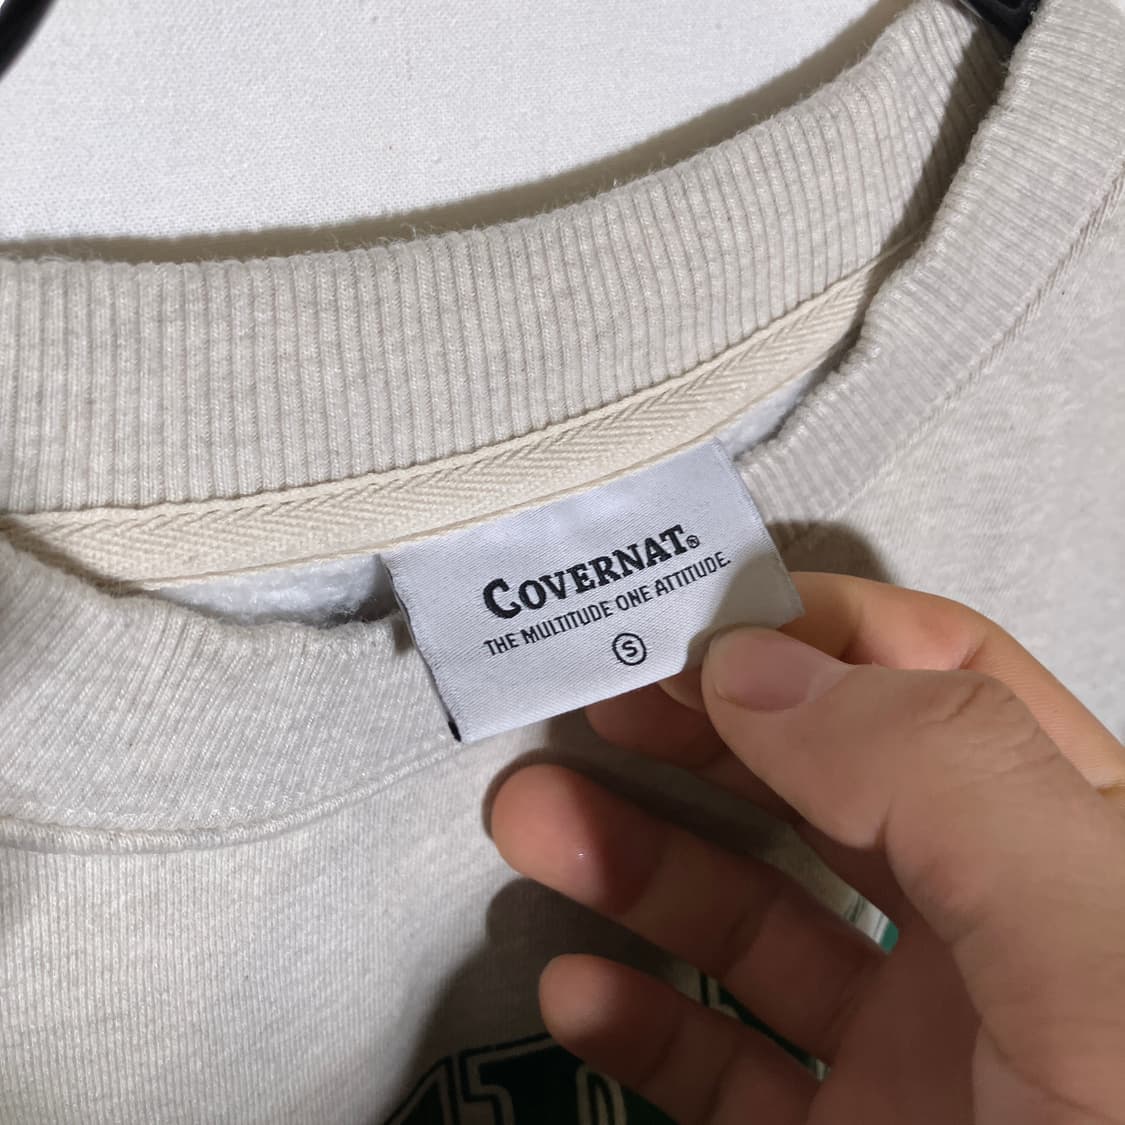 COVERNAT®
THE MULTITUDE ONE ATTITUDE.
S